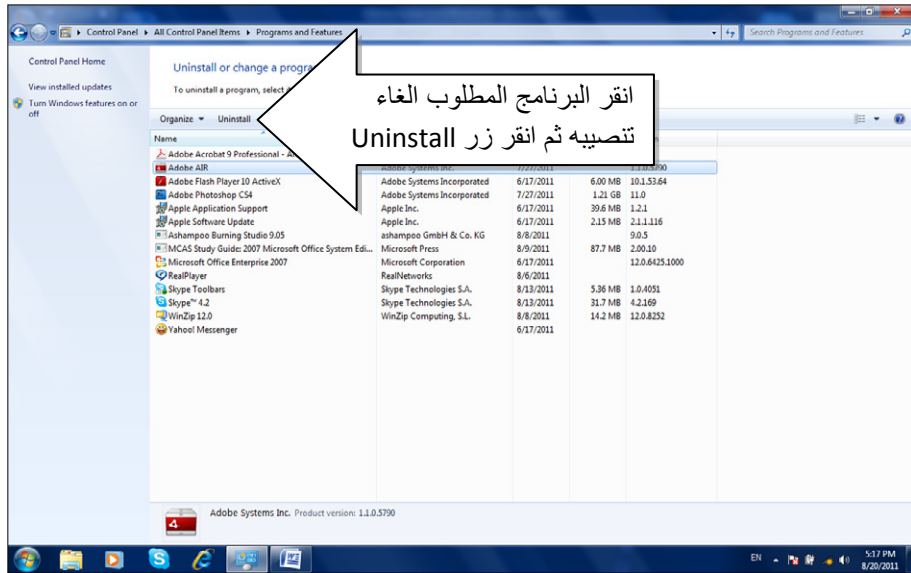 Control Panel ▸ All Control Panel Items ▸ Programs and Features
Search Programs and Features
Control Panel Home
View installed updates
Turn Windows features on or
off
Uninstall or change a progra
To uninstall a program, select
Organize Uninstall
انقر البرنامج المطلوب الغاء
تنصيبه ثم انقر زر Uninstall
Name
Adobe Acrobat 9 Professional - A
Adobe AIR Adobe Systems Inc. 7/27/2011 1.1.0.5790
Adobe Flash Player 10 ActiveX Adobe Systems Incorporated 6/17/2011 6.00 MB 10.1.53.64
Adobe Photoshop CS4 Adobe Systems Incorporated 7/27/2011 1.21 GB 11.0
Apple Application Support Apple Inc. 6/17/2011 39.6 MB 1.2.1
Apple Software Update Apple Inc. 6/17/2011 2.15 MB 2.1.1.116
Ashampoo Burning Studio 9.05 ashampoo GmbH & Co. KG 8/8/2011 9.0.5
MCAS Study Guide: 2007 Microsoft Office System Edi... Microsoft Press 8/9/2011 87.7 MB 2.00.10
Microsoft Office Enterprise 2007 Microsoft Corporation 6/17/2011 12.0.6425.1000
RealPlayer RealNetworks 8/6/2011
Skype Toolbars Skype Technologies S.A. 8/13/2011 5.36 MB 1.0.4051
Skype™ 4.2 Skype Technologies S.A. 8/13/2011 31.7 MB 4.2.169
WinZip 12.0 WinZip Computing, S.L. 8/8/2011 14.2 MB 12.0.8252
Yahoo! Messenger 6/17/2011
Adobe Systems Inc. Product version: 1.1.0.5790
EN 5:17 PM
8/20/2011